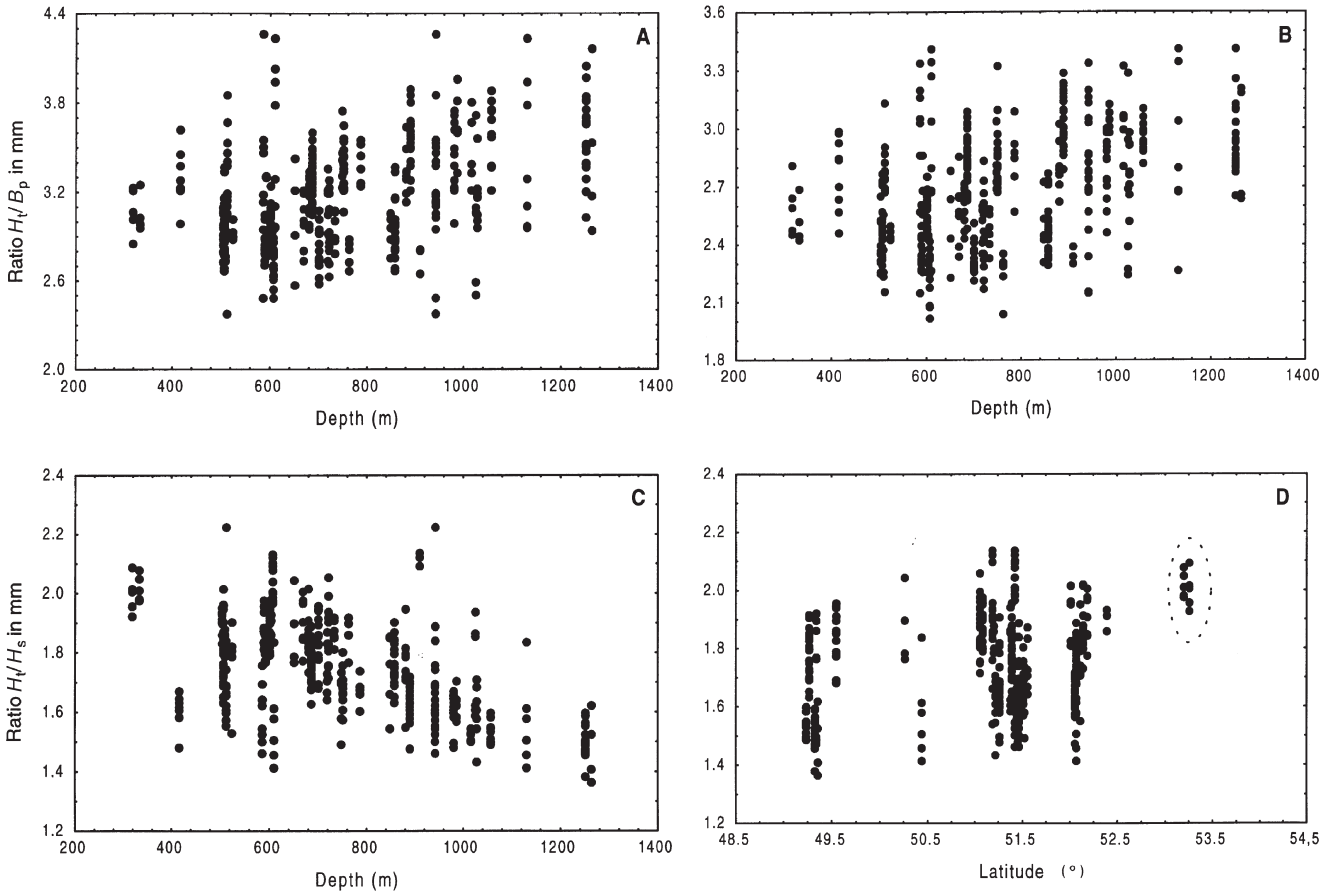 4.4
3.8
3.2
2.6
2.0
Ratio Ht/Bp in mm
A
200 400 600 800 1000 1200 1400
Depth (m)
3.6
3.3
3.0
2.7
2.4
2.1
1.8
B
200 400 600 800 1000 1200 1400
Depth (m)
2.4
2.2
2.0
1.8
1.6
1.4
1.2
Ratio Ht/Hs in mm
C
200 400 600 800 1000 1200 1400
Depth (m)
2.4
2.2
2.0
1.8
1.6
1.4
1.2
D
48.5 49.5 50.5 51.5 52.5 53.5 54,5
Latitude (°)